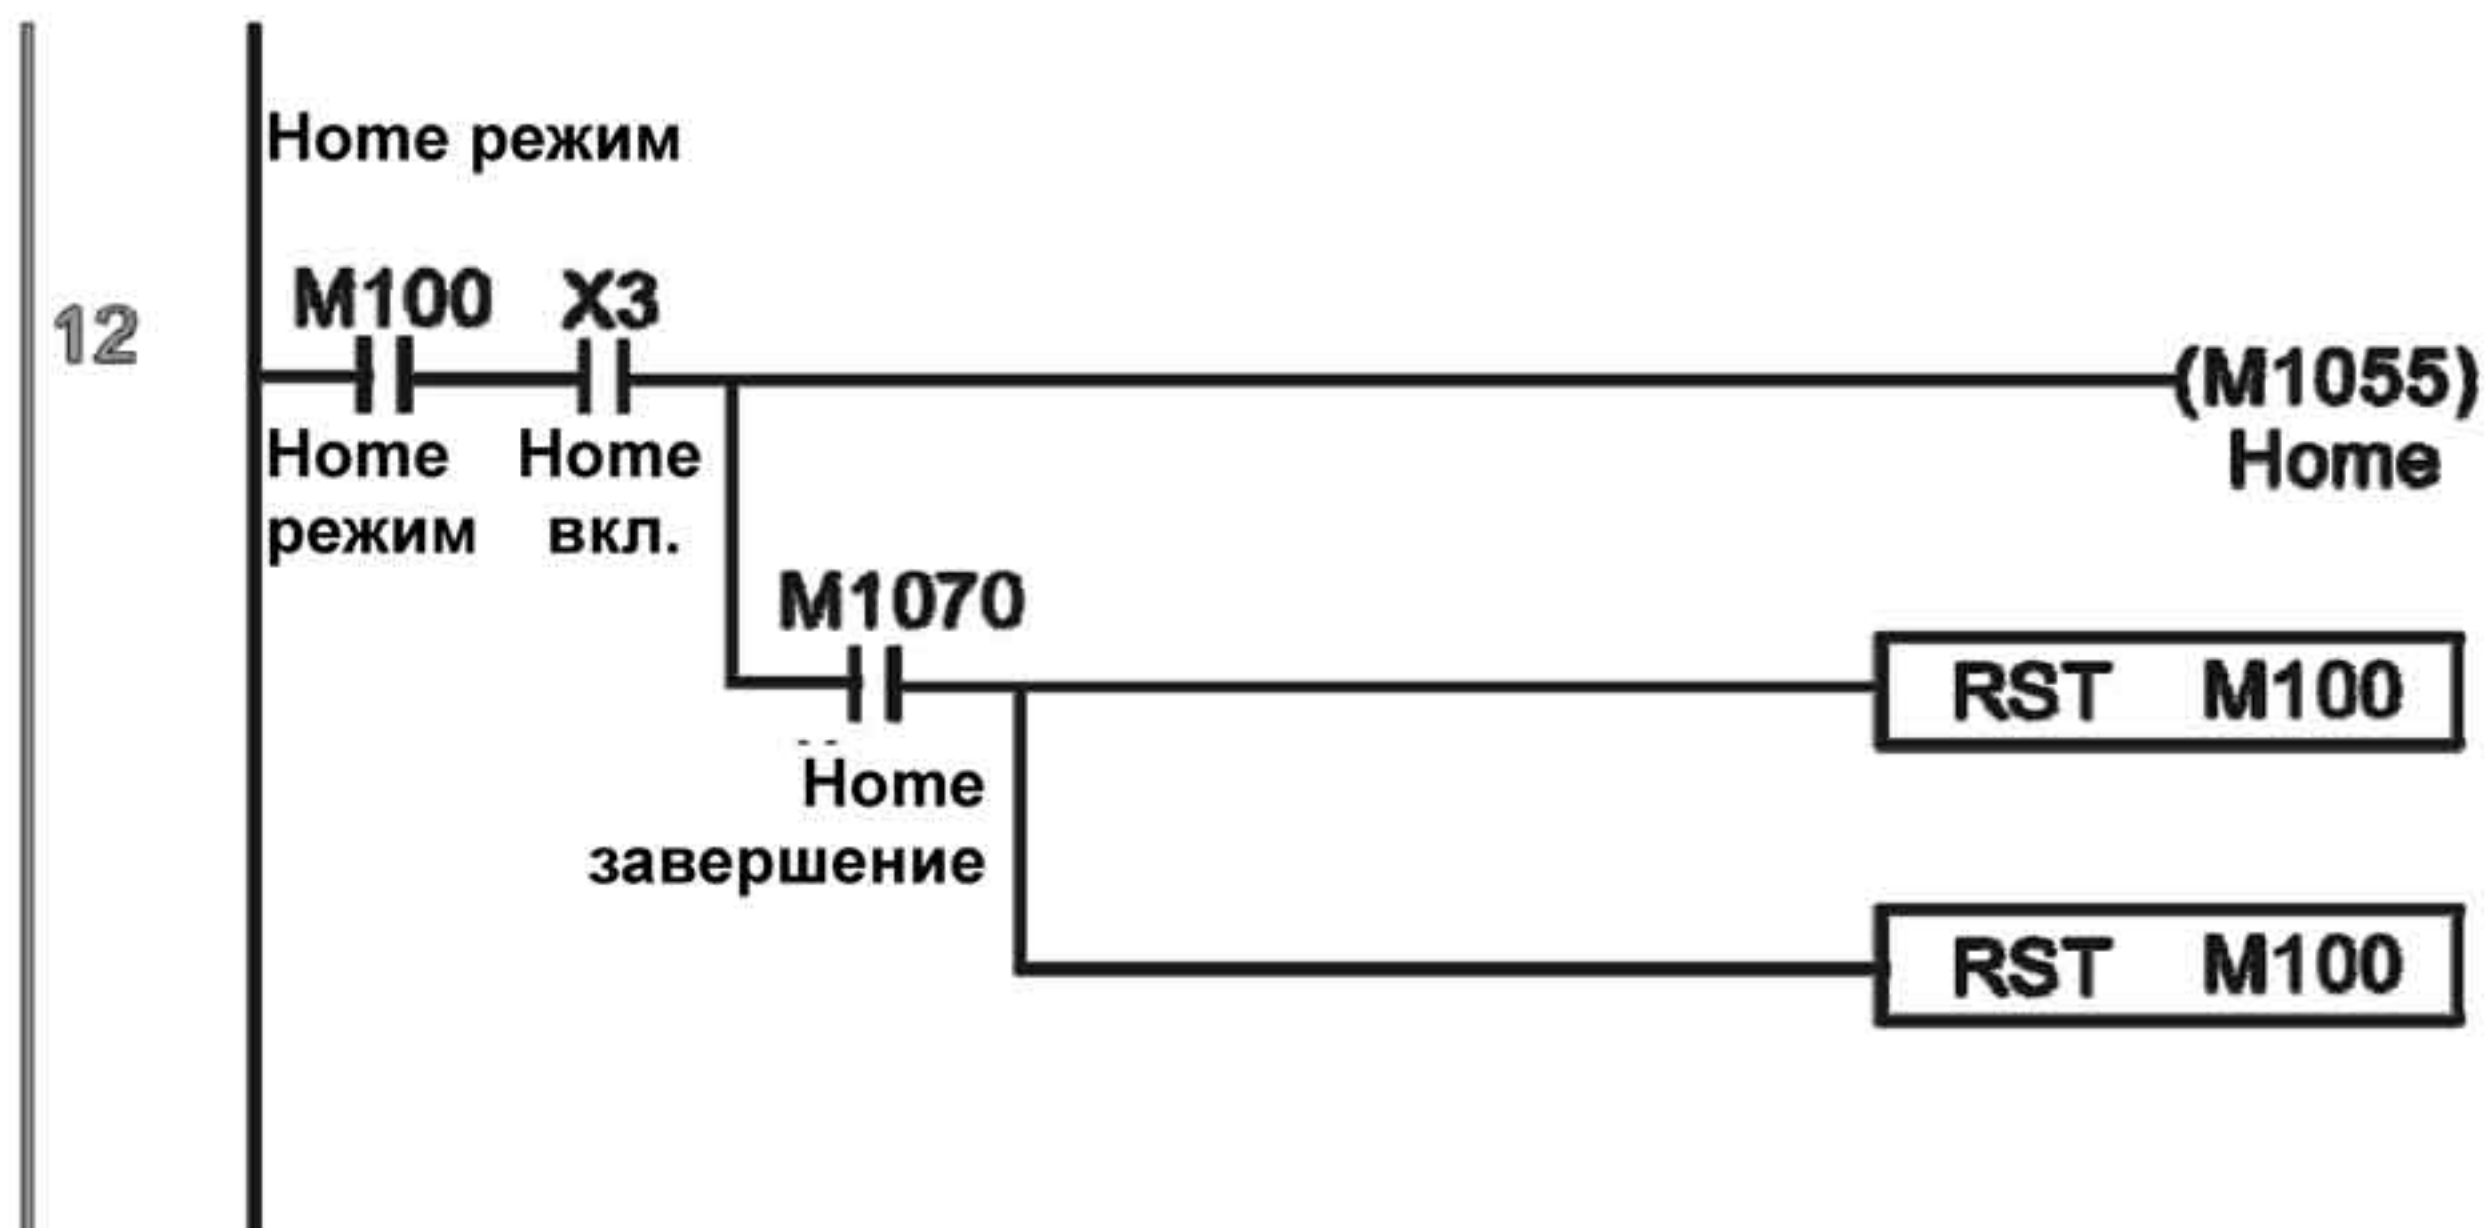 Home режим
12
M100 X3
(M1055)
Home Home
режим вкл.
Home
M1070
RST M100
Home
завершение
RST M100